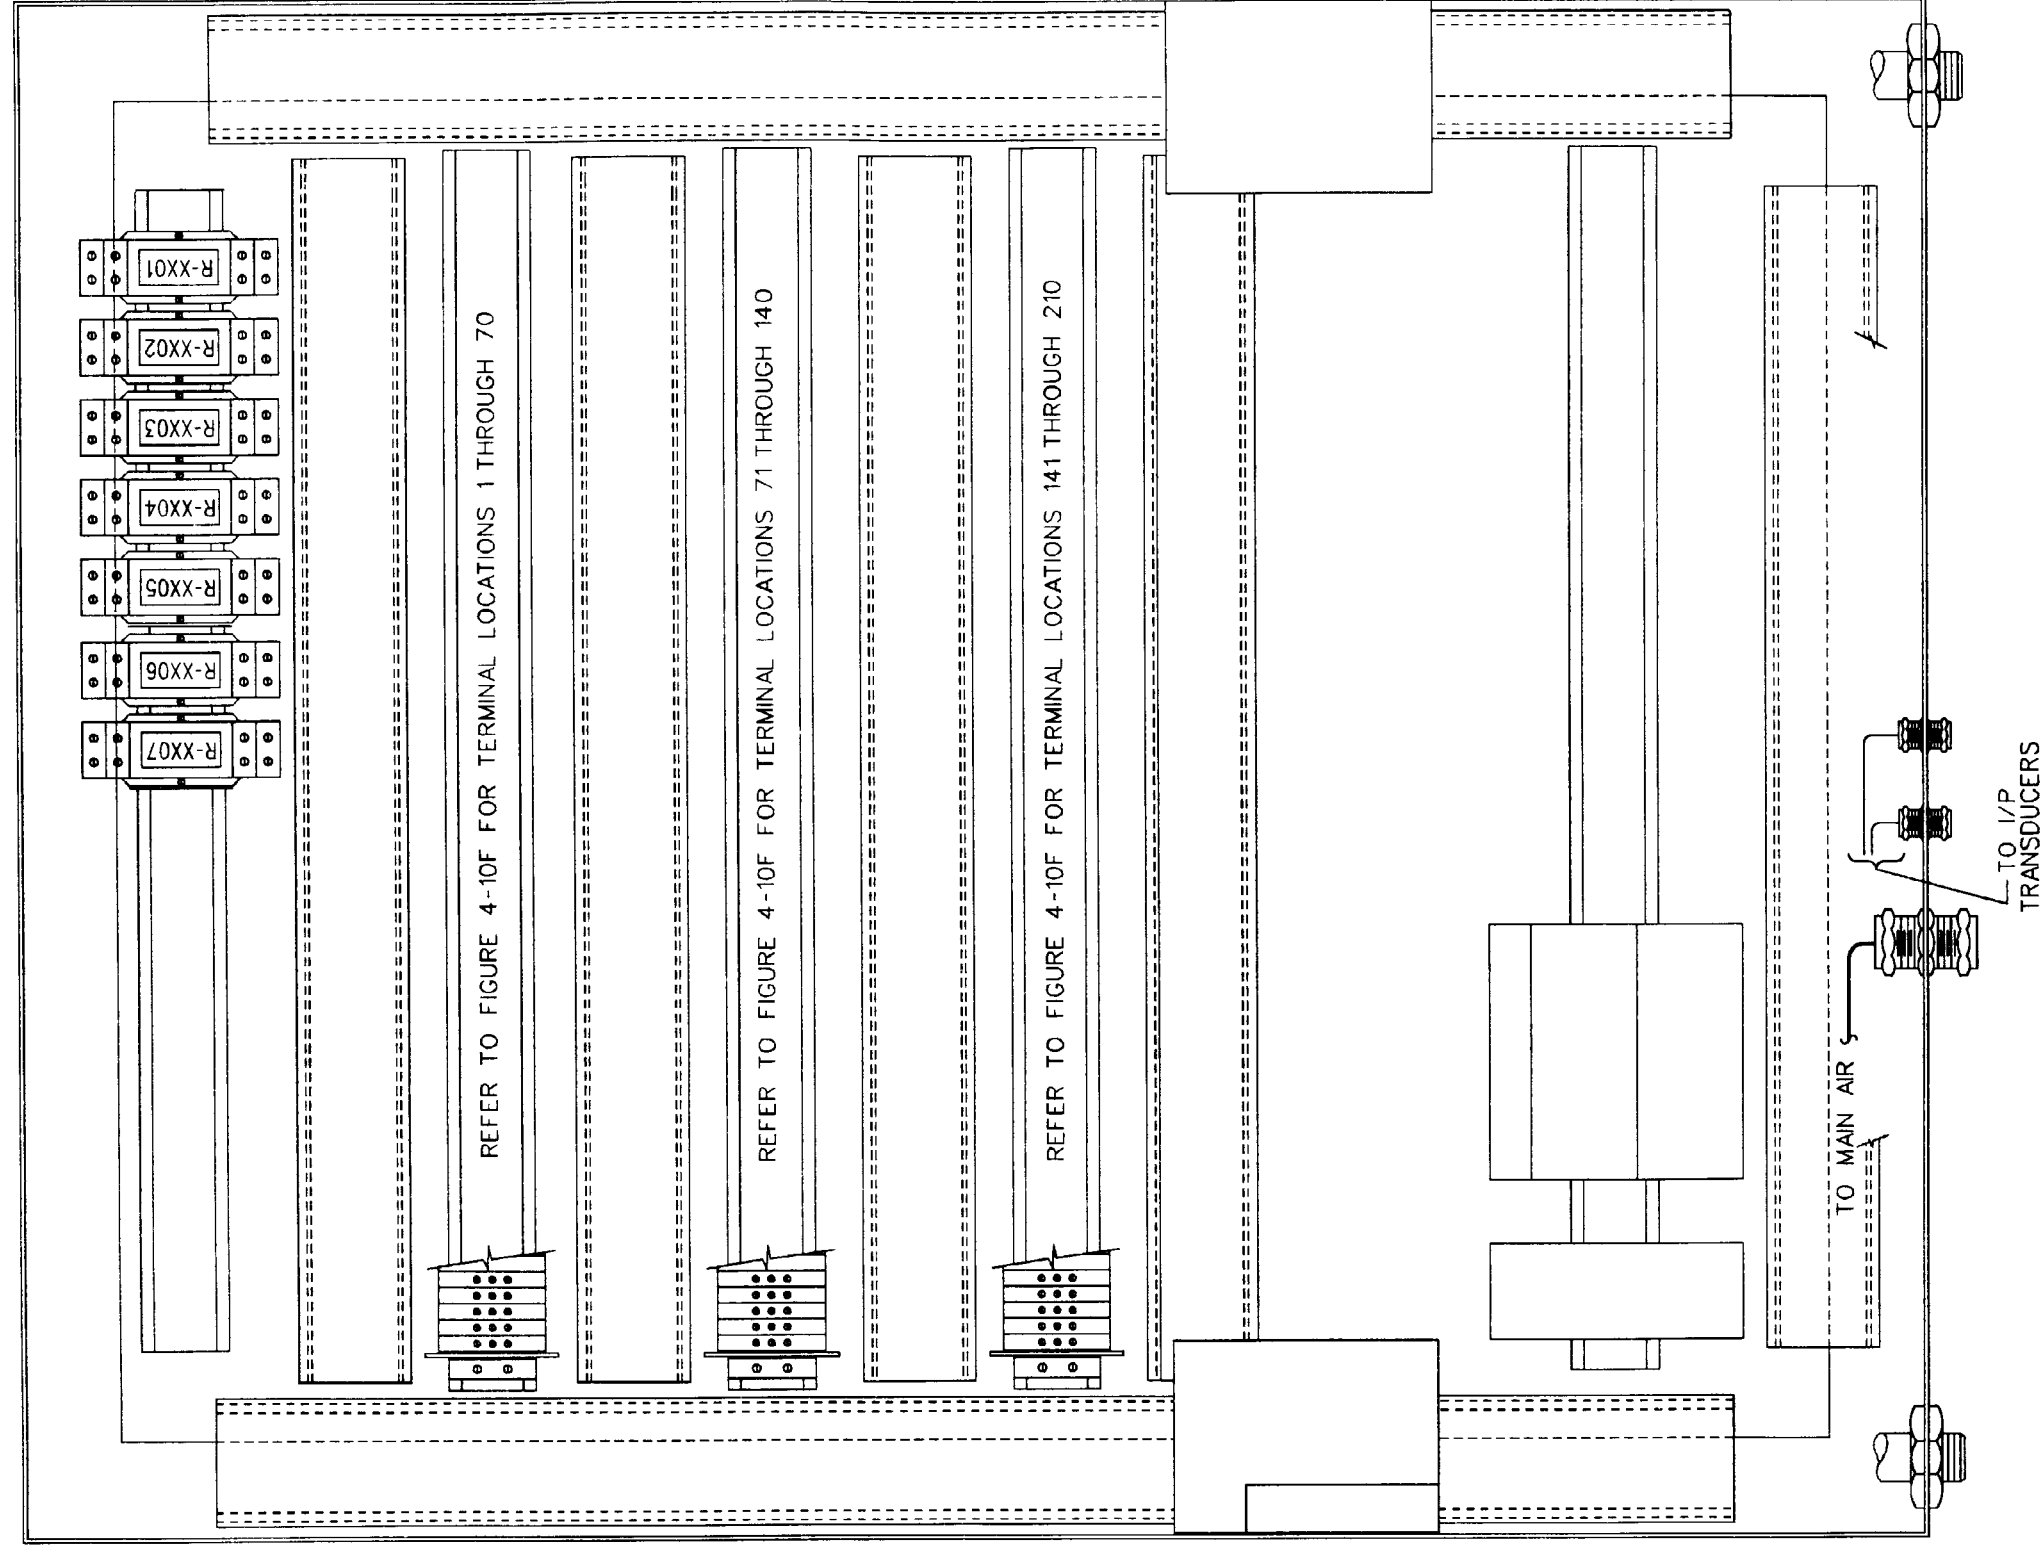 R-XX01
R-XX02
R-XX03
R-XX04
R-XX05
R-XX06
R-XX07
REFER TO FIGURE 4-10F FOR TERMINAL LOCATIONS 1 THROUGH 70
REFER TO FIGURE 4-10F FOR TERMINAL LOCATIONS 71 THROUGH 140
REFER TO FIGURE 4-10F FOR TERMINAL LOCATIONS 141 THROUGH 210
TO MAIN AIR
TO I/P
TRANSDUCERS